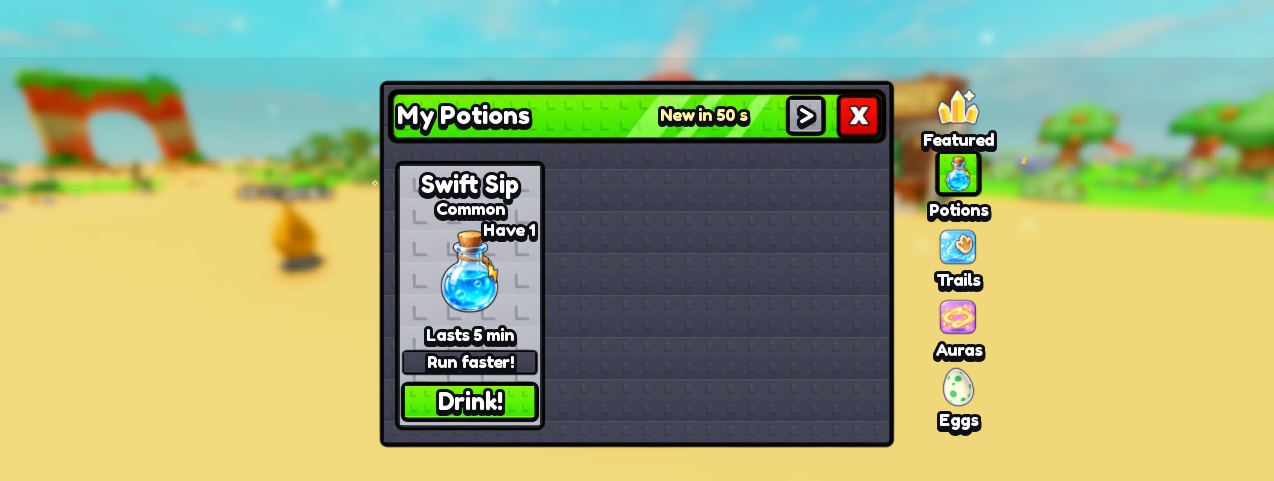 My Potions
New in 50 s
>
X
Swift Sip
Common
Have 1
Lasts 5 min
Run faster!
Drink!
Featured
Potions
Trails
Auras
Eggs